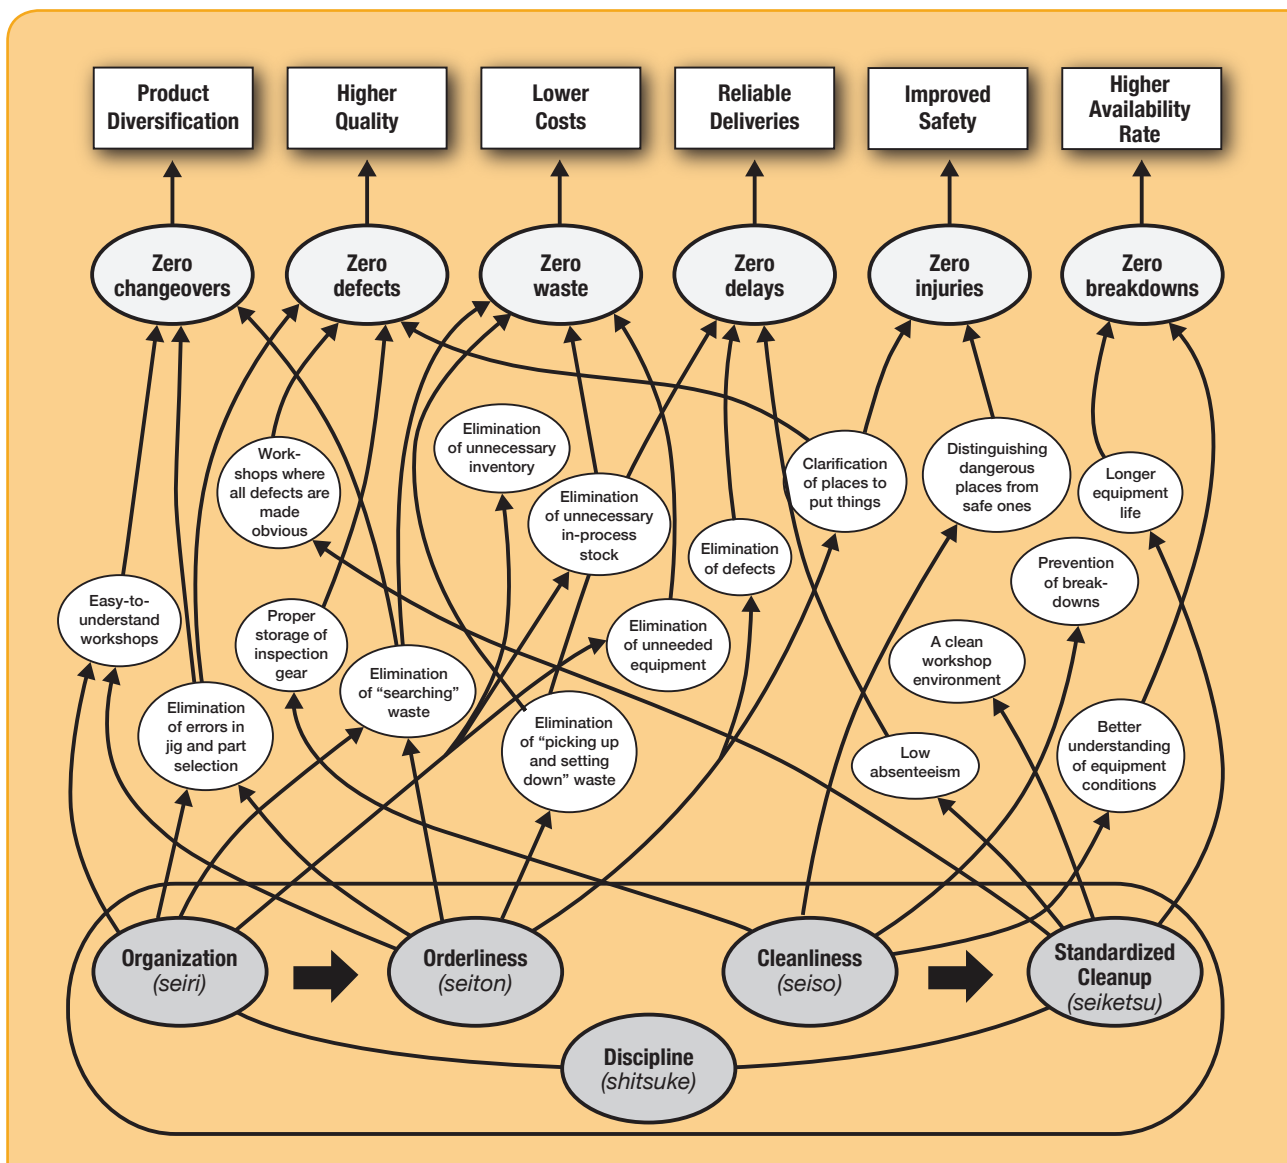 Product
Diversification
Higher
Quality
Lower
Costs
Reliable
Deliveries
Improved
Safety
Higher
Availability
Rate
Zero
changeovers
Zero
defects
Zero
waste
Zero
delays
Zero
injuries
Zero
breakdowns
Work-
shops where
all defects are
made
obvious
Elimination
of unnecessary
inventory
Elimination
of unnecessary
in-process
stock
Clarification
of places to
put things
Distinguishing
dangerous
places from
safe ones
Longer
equipment
life
Elimination
of defects
Prevention
of break-
downs
Easy-to-
understand
workshops
Proper
storage of
inspection
gear
Elimination
of unneeded
equipment
A clean
workshop
environment
Elimination
of “searching”
waste
Elimination
of errors in
jig and part
selection
Elimination
of “picking up
and setting
down” waste
Low
absenteeism
Better
understanding
of equipment
conditions
Organization
(seiri)
Orderliness
(seiton)
Cleanliness
(seiso)
Standardized
Cleanup
(seiketsu)
Discipline
(shitsuke)